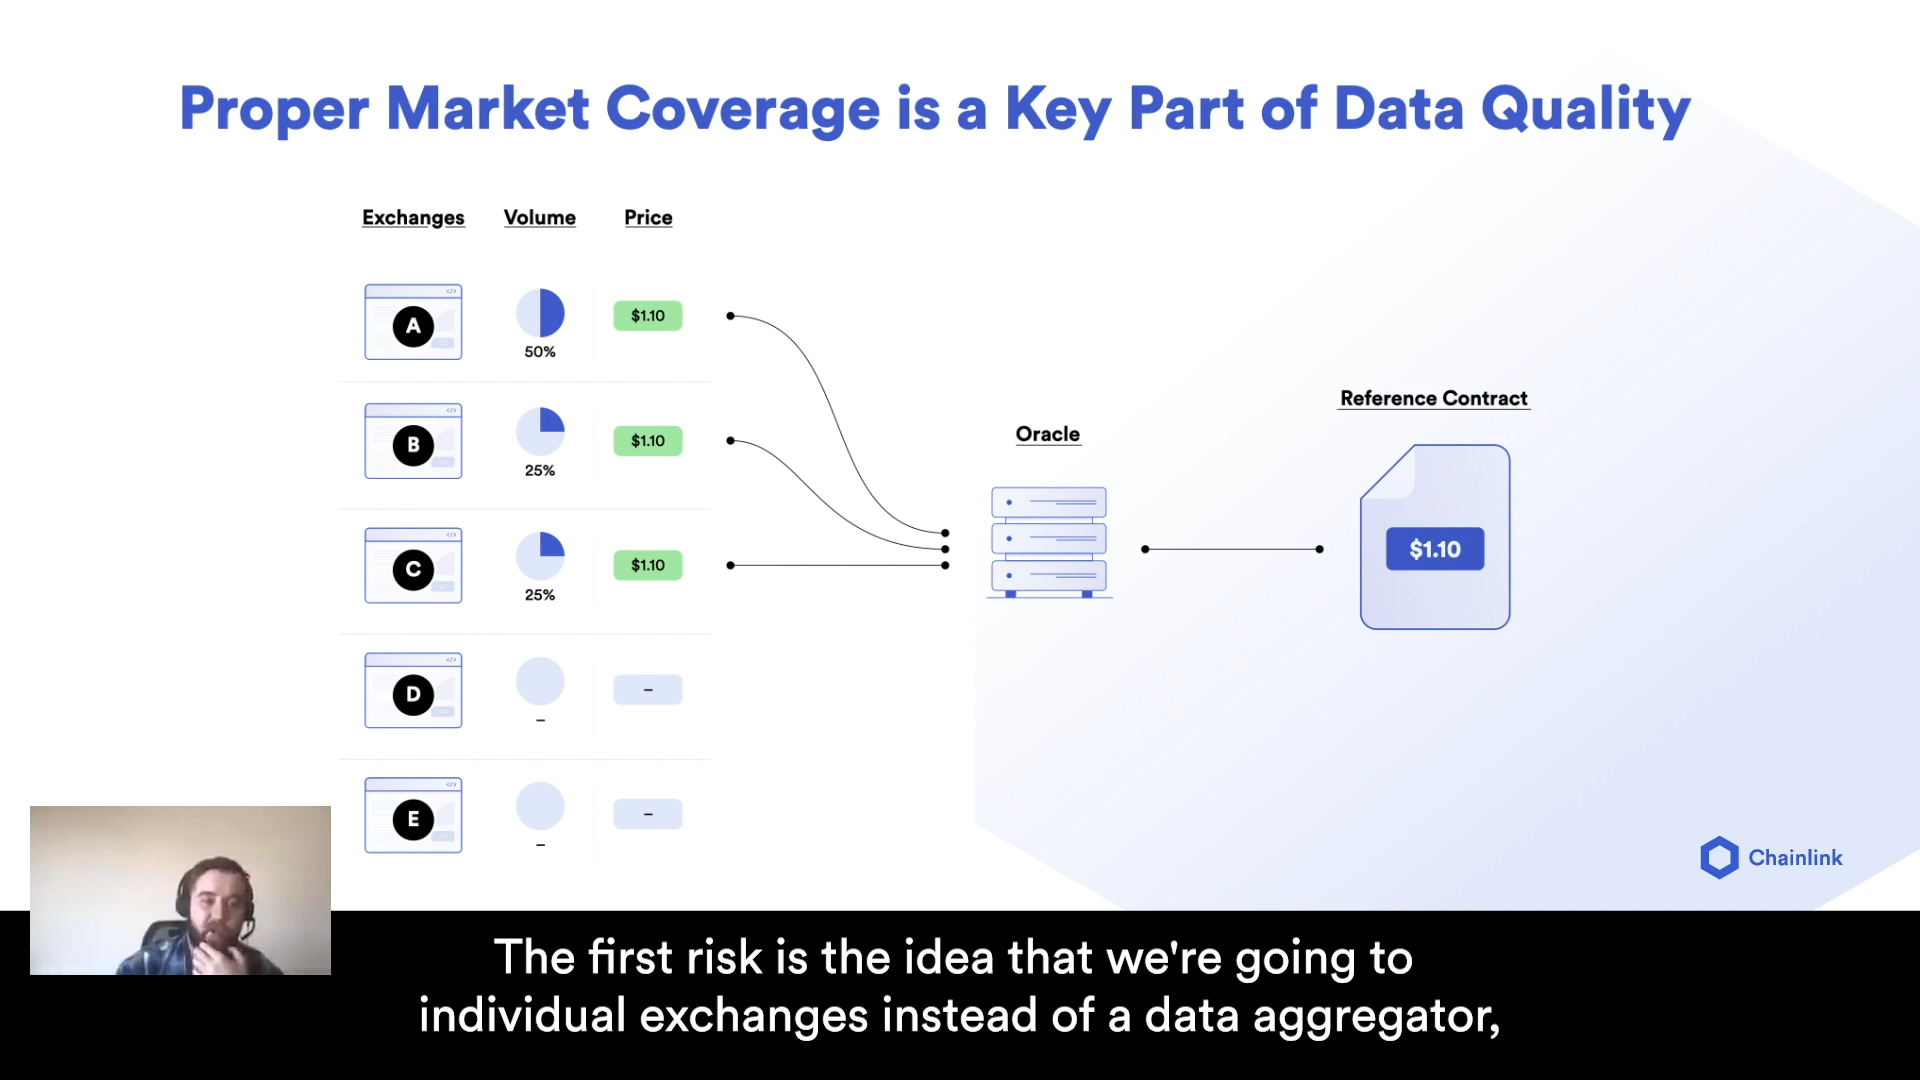 Proper Market Coverage is a Key Part of Data Quality
Exchanges Volume Price
A 50% $1.10
B 25% $1.10
C 25% $1.10
D – –
E – –
Oracle
Reference Contract
$1.10
Chainlink
The first risk is the idea that we're going to
individual exchanges instead of a data aggregator,